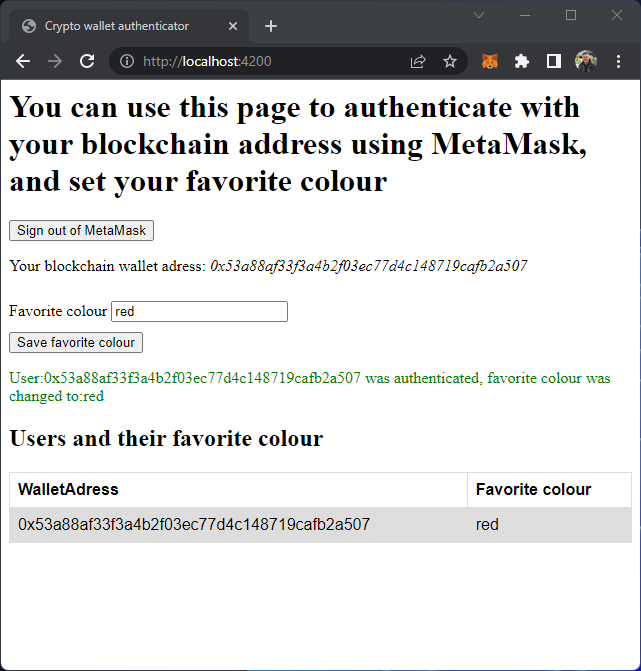 Crypto wallet authenticator
http://localhost:4200
You can use this page to authenticate with
your blockchain address using MetaMask,
and set your favorite colour
Sign out of MetaMask
Your blockchain wallet adress: 0x53a88af33f3a4b2f03ec77d4c148719cafb2a507
Favorite colour red
Save favorite colour
User:0x53a88af33f3a4b2f03ec77d4c148719cafb2a507 was authenticated, favorite colour was
changed to:red
Users and their favorite colour
WalletAdress Favorite colour
0x53a88af33f3a4b2f03ec77d4c148719cafb2a507 red